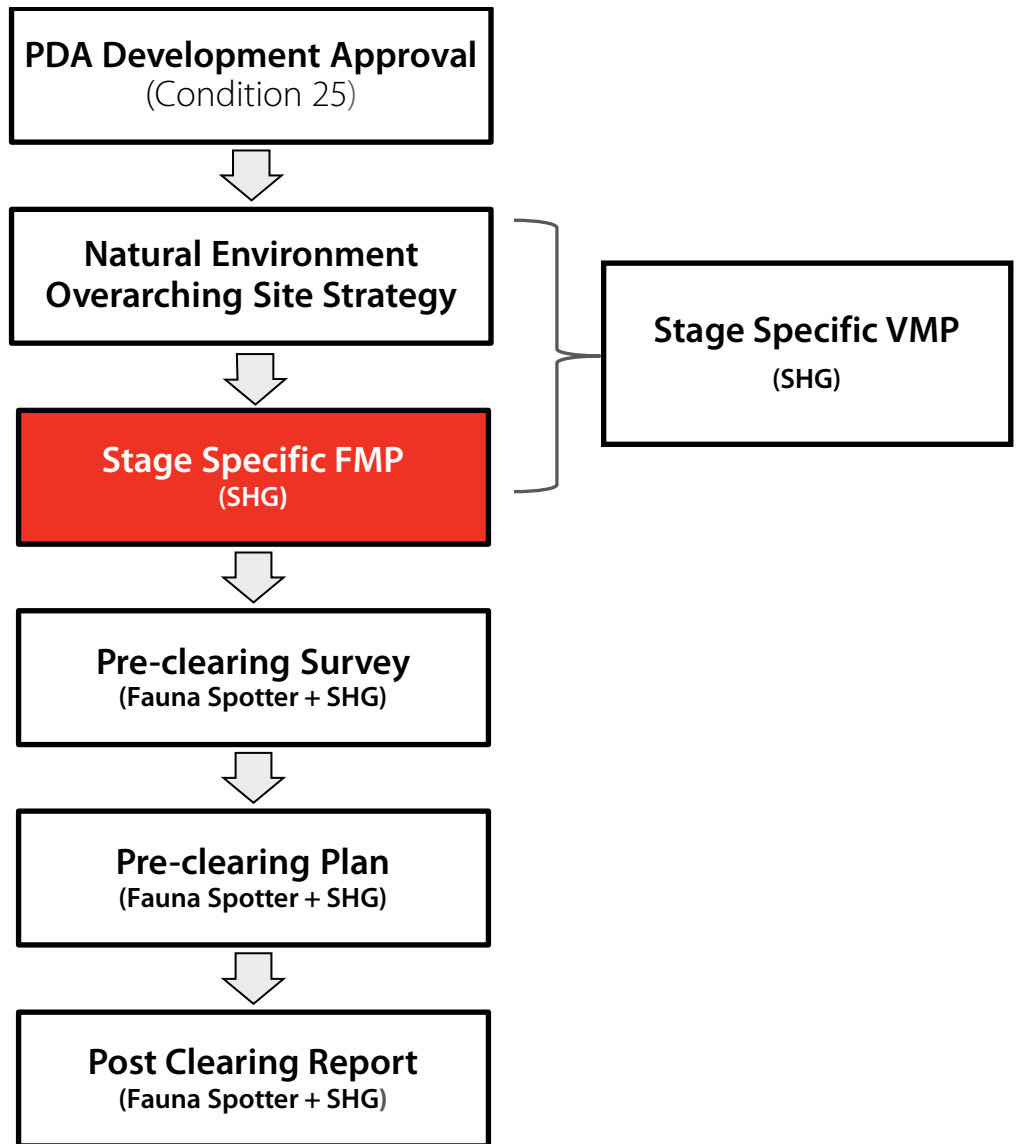 PDA Development Approval
(Condition 25)
Natural Environment
Overarching Site Strategy
Stage Specific VMP
(SHG)
Stage Specific FMP
(SHG)
Pre-clearing Survey
(Fauna Spotter + SHG)
Pre-clearing Plan
(Fauna Spotter + SHG)
Post Clearing Report
(Fauna Spotter + SHG)